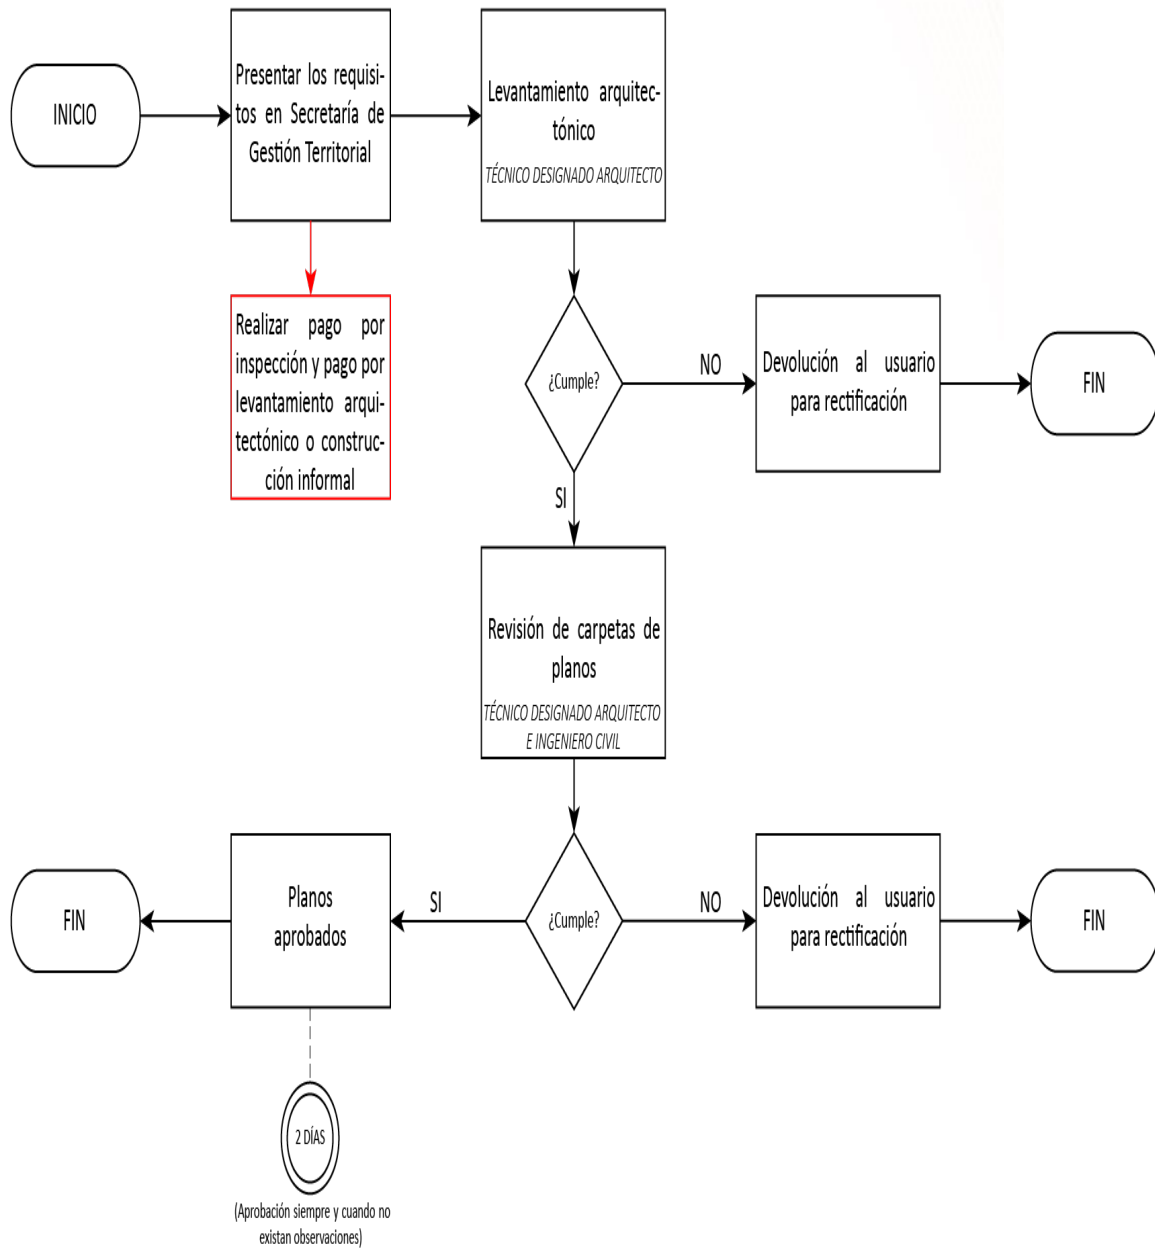 INICIO
Presentar los requisi-
tos en Secretaría de
Gestión Territorial
Levantamiento arquitec-
tónico
TÉCNICO DESIGNADO ARQUITECTO
Realizar pago por
inspección y pago por
levantamiento arqui-
tectónico o construc-
ción informal
¿Cumple?
NO
Devolución al usuario
para rectificación
FIN
SI
Revisión de carpetas de
planos
TÉCNICO DESIGNADO ARQUITECTO
E INGENIERO CIVIL
FIN
Planos
aprobados
SI
¿Cumple?
NO
Devolución al usuario
para rectificación
FIN
2 DÍAS
(Aprobación siempre y cuando no
existan observaciones)